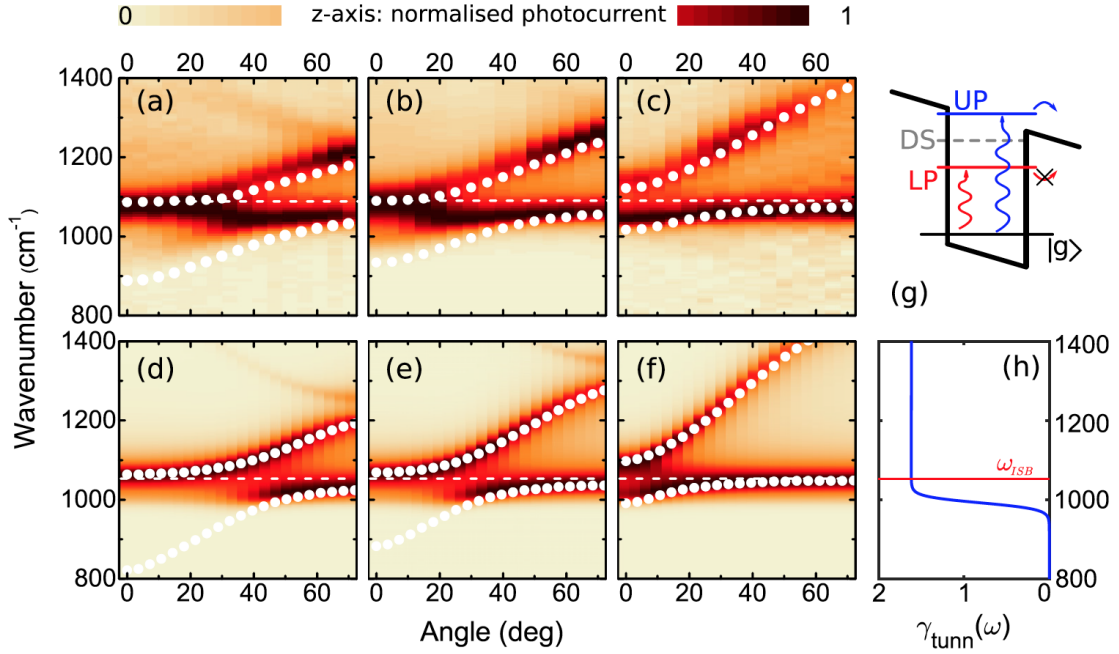 0 z-axis: normalised photocurrent 1
0 20 40 60 0 20 40 60 0 20 40 60
1400
1200
1000
800
(a) (b) (c)
UP
DS
LP
|g>
(g)
1400
1200
1000
800
(d) (e) (f) (h)
1400
1200
1000
800
ω_ISB
0 20 40 60 0 20 40 60 0 20 40 60
2 1 0
Wavenumber (cm⁻¹)
Angle (deg)
γ_tunn(ω)